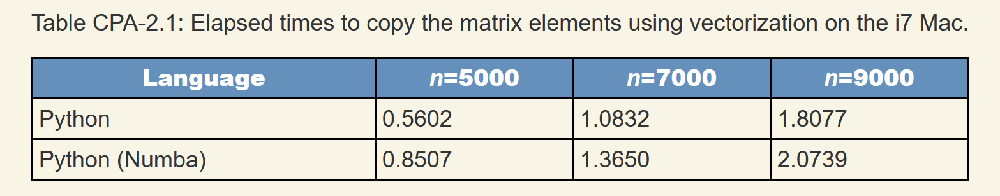 Table CPA-2.1: Elapsed times to copy the matrix elements using vectorization on the i7 Mac.
Language n=5000 n=7000 n=9000
Python 0.5602 1.0832 1.8077
Python (Numba) 0.8507 1.3650 2.0739